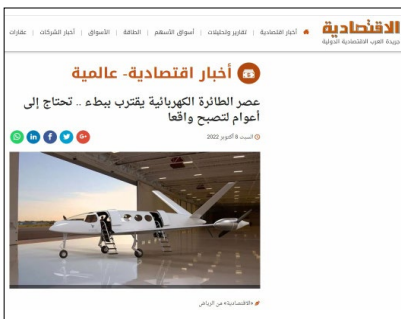 الاقتصادية
جريدة العرب الاقتصادية الدولية
أخبار اقتصادية | تقارير وتحليلات | أسواق الأسهم | الطاقة | الأسواق | أخبار الشركات | عقارات
أخبار اقتصادية- عالمية
عصر الطائرة الكهربائية يقترب ببطء .. تحتاج إلى
أعوام لتصبح واقعا
السبت 8 أكتوبر 2022
«الاقتصادية» من الرياض